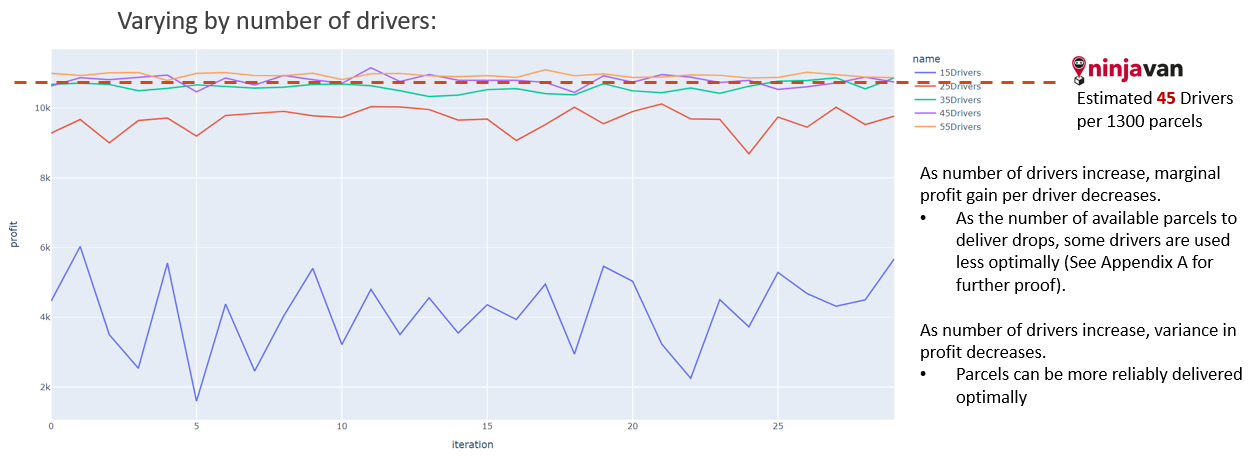 Varying by number of drivers:
name
15Drivers
25Drivers
35Drivers
45Drivers
55Drivers
10k
8k
6k
4k
2k
profit
0
5
10
15
20
25
iteration
ninjavan
Estimated 45 Drivers
per 1300 parcels
As number of drivers increase, marginal
profit gain per driver decreases.
• As the number of available parcels to
deliver drops, some drivers are used
less optimally (See Appendix A for
further proof).
As number of drivers increase, variance in
profit decreases.
• Parcels can be more reliably delivered
optimally